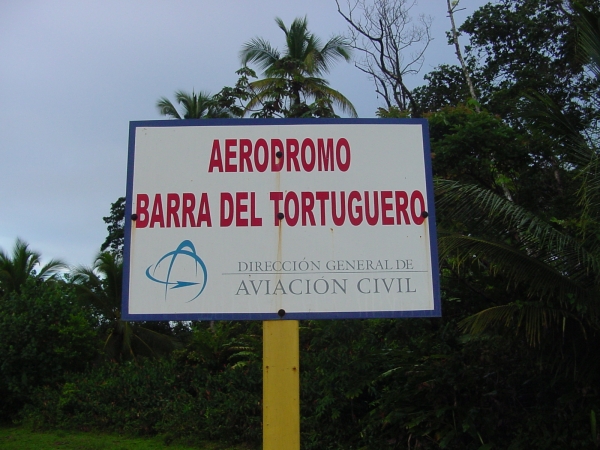 AERODROMO
BARRA DEL TORTUGUERO
DIRECCIÓN GENERAL DE
AVIACIÓN CIVIL